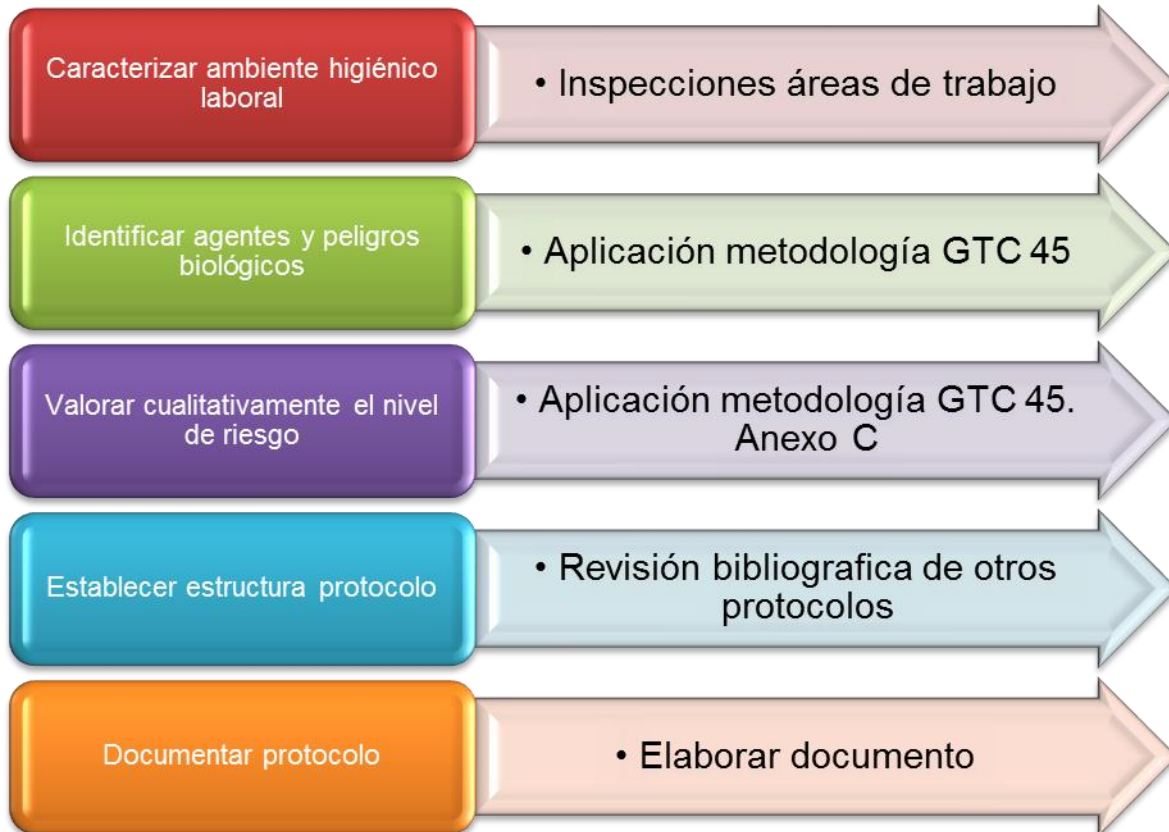 Caracterizar ambiente higiénico
laboral
• Inspecciones áreas de trabajo
Identificar agentes y peligros
biológicos
• Aplicación metodología GTC 45
Valorar cualitativamente el nivel
de riesgo
• Aplicación metodología GTC 45.
Anexo C
Establecer estructura protocolo
• Revisión bibliografica de otros
protocolos
Documentar protocolo
• Elaborar documento